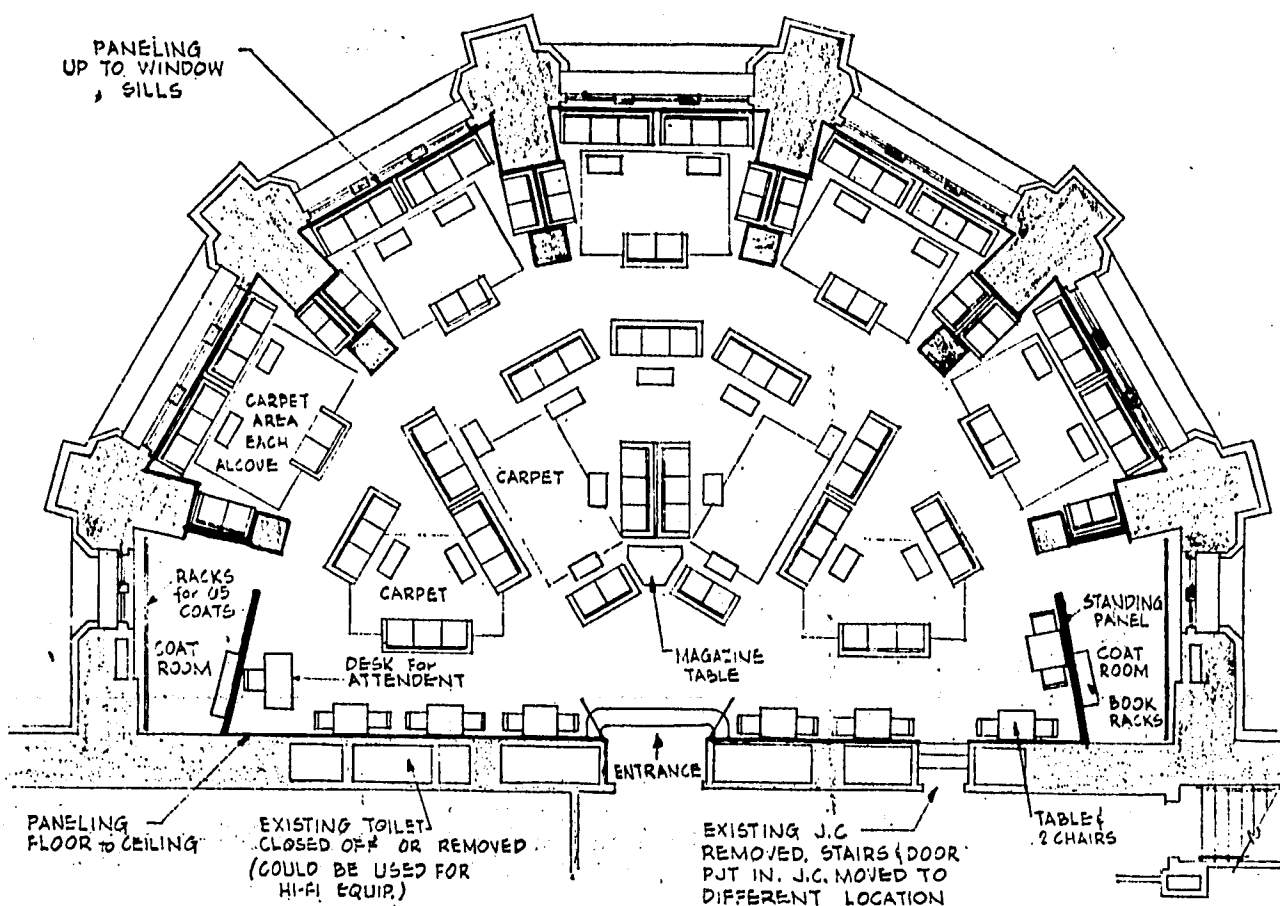 PANELING
UP TO WINDOW
SILLS
CARPET
AREA
EACH
ALCOVE
CARPET
CARPET
RACKS
for 65
COATS
COAT
ROOM
DESK for
ATTENDENT
MAGAZINE
TABLE
STANDING
PANEL
COAT
ROOM
BOOK
RACKS
ENTRANCE
PANELING
FLOOR to CEILING
EXISTING TOILET
CLOSED OFF OR REMOVED
(COULD BE USED FOR
HI-FI EQUIP.)
EXISTING J.C
REMOVED, STAIRS & DOOR
PUT IN. J.C. MOVED TO
DIFFERENT LOCATION
TABLE &
2 CHAIRS